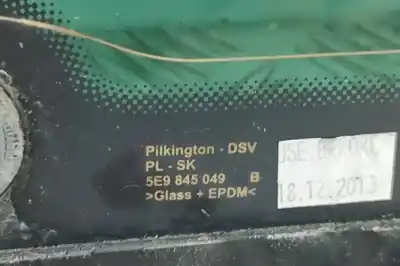 Pilkington - DSV
PL - SK
5E9 845 049 B
>Glass + EPDM<
18.12.2013